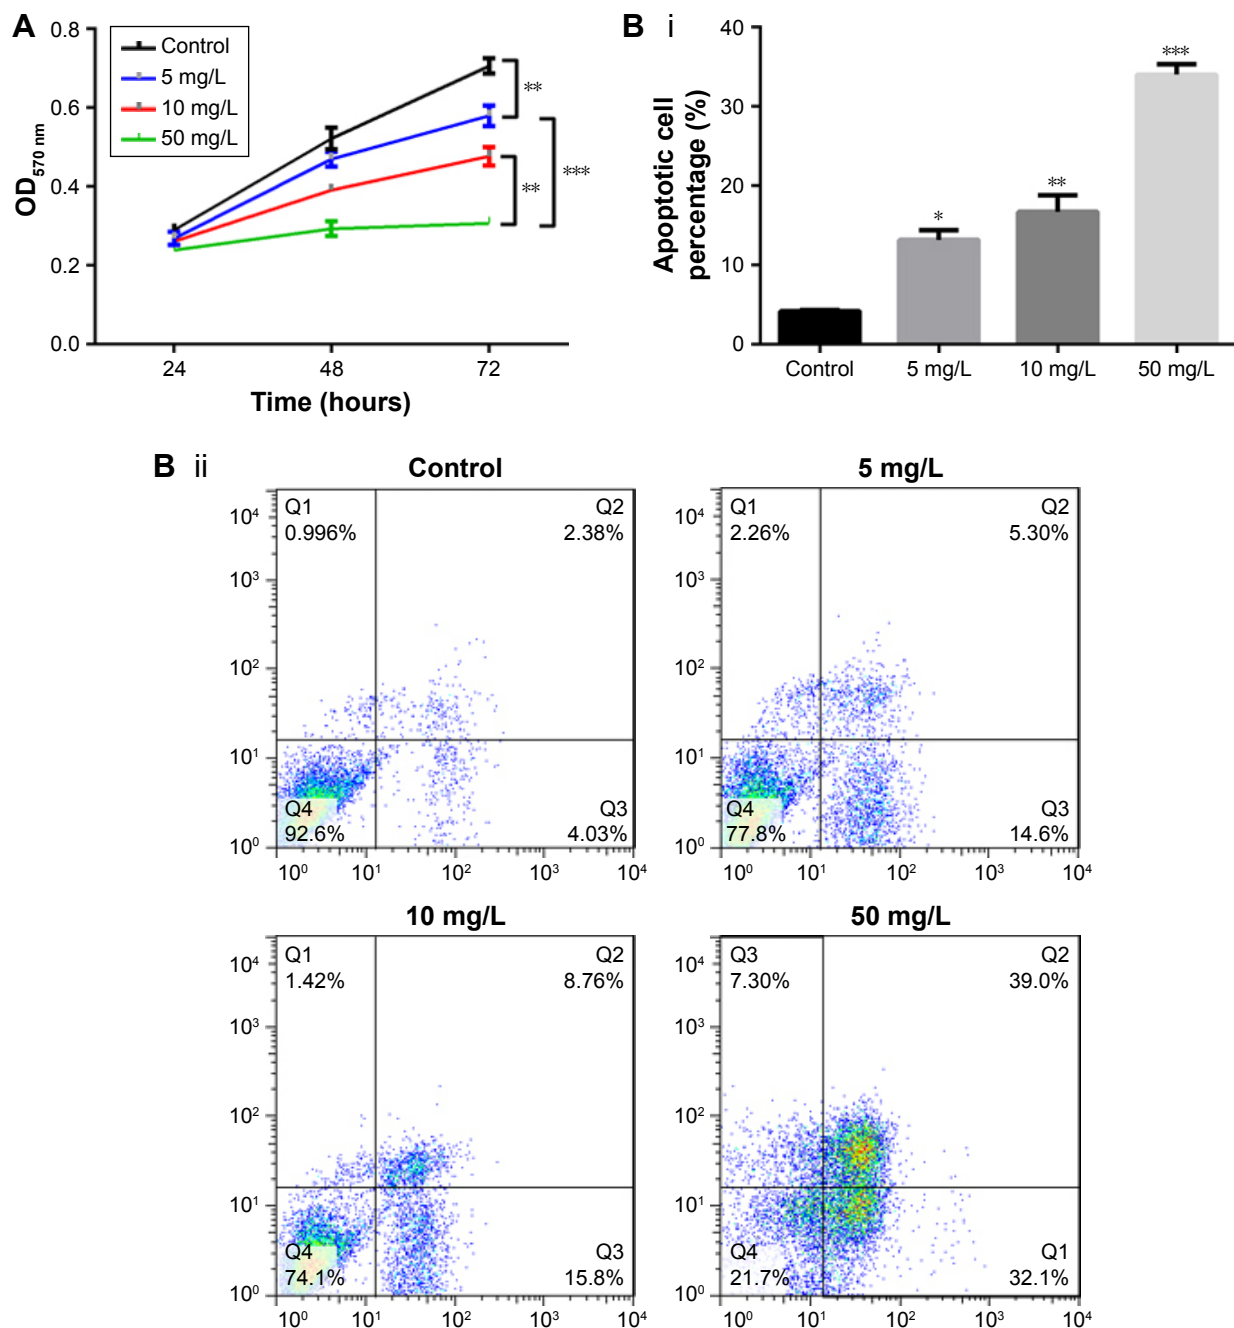 A
0.8
0.6
0.4
0.2
0.0
OD570 nm
Control
5 mg/L
10 mg/L
50 mg/L
**
**
***
24 48 72
Time (hours)
B i
40
30
20
10
0
Apoptotic cell
percentage (%)
*
**
***
Control 5 mg/L 10 mg/L 50 mg/L
B ii
Control
Q1 Q2
0.996% 2.38%
Q4 Q3
92.6% 4.03%
10⁴
10³
10²
10¹
10⁰
10⁰ 10¹ 10² 10³ 10⁴
5 mg/L
Q1 Q2
2.26% 5.30%
Q4 Q3
77.8% 14.6%
10⁴
10³
10²
10¹
10⁰
10⁰ 10¹ 10² 10³ 10⁴
10 mg/L
Q1 Q2
1.42% 8.76%
Q4 Q3
74.1% 15.8%
10⁴
10³
10²
10¹
10⁰
10⁰ 10¹ 10² 10³ 10⁴
50 mg/L
Q3 Q2
7.30% 39.0%
Q4 Q1
21.7% 32.1%
10⁴
10³
10²
10¹
10⁰
10⁰ 10¹ 10² 10³ 10⁴